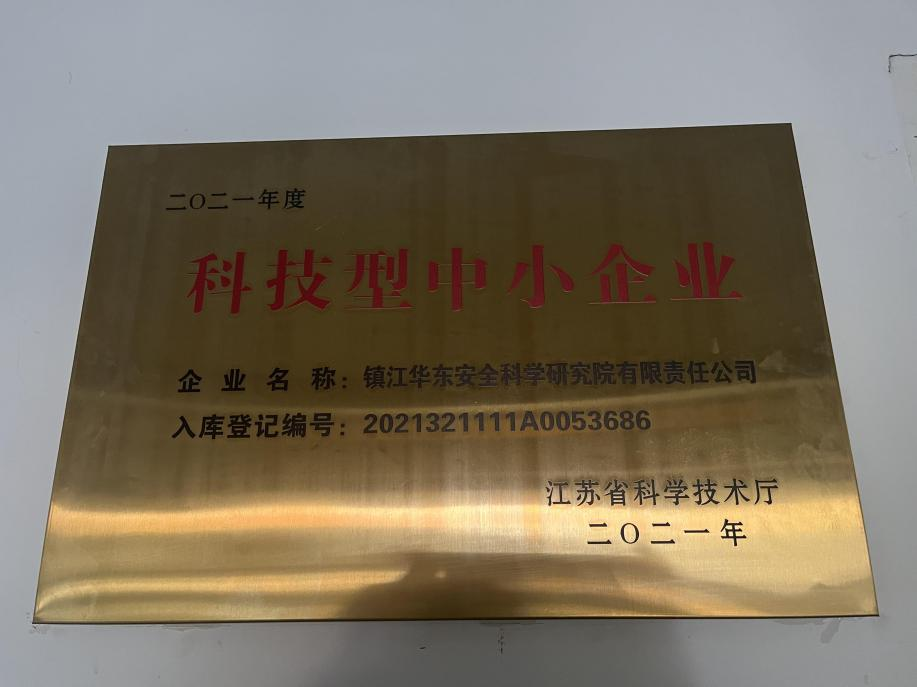 二〇二一年度
科技型中小企业
企业名称：镇江华东安全科学研究院有限责任公司
入库登记编号：2021321111A0053686
江苏省科学技术厅
二〇二一年